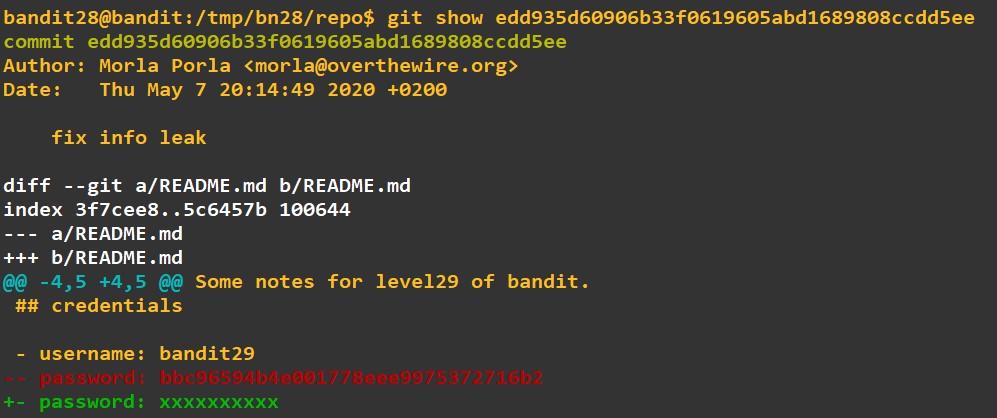 bandit28@bandit:/tmp/bn28/repo$ git show edd935d60906b33f0619605abd1689808ccdd5ee
commit edd935d60906b33f0619605abd1689808ccdd5ee
Author: Morla Porla <morla@overthewire.org>
Date:   Thu May 7 20:14:49 2020 +0200

    fix info leak

diff --git a/README.md b/README.md
index 3f7cee8..5c6457b 100644
--- a/README.md
+++ b/README.md
@@ -4,5 +4,5 @@ Some notes for level29 of bandit.
 ## credentials

 - username: bandit29
-- password: bbc96594b4e001778eee9975372716b2
+- password: xxxxxxxxxx